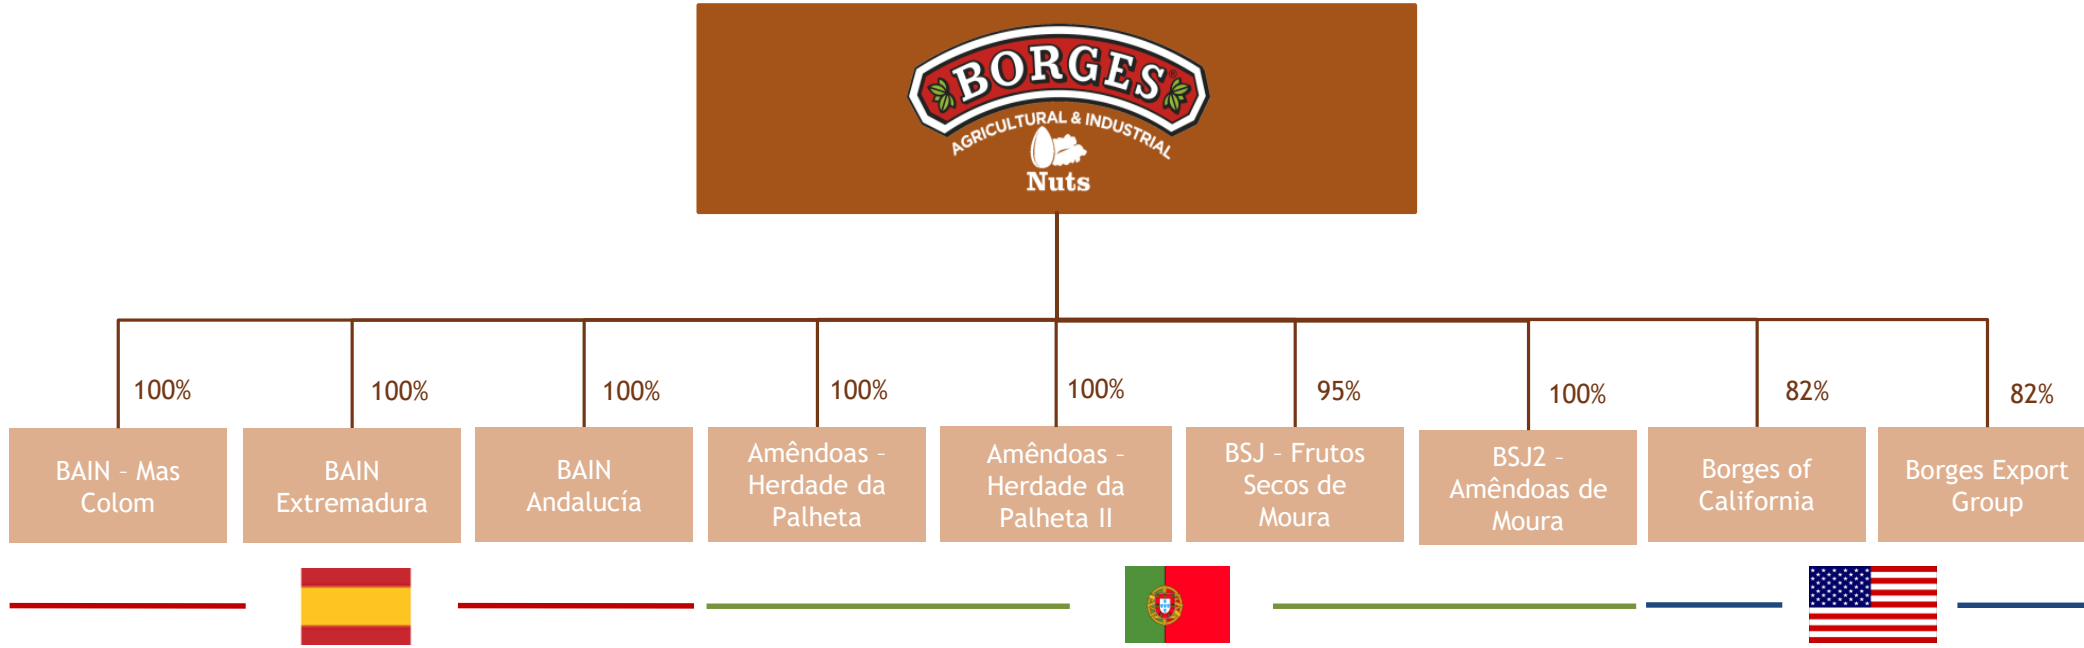 BORGES®
AGRICULTURAL & INDUSTRIAL
Nuts
100%
100%
100%
100%
100%
95%
100%
82%
82%
BAIN - Mas
Colom
BAIN
Extremadura
BAIN
Andalucía
Amêndoas -
Herdade da
Palheta
Amêndoas -
Herdade da
Palheta II
BSJ - Frutos
Secos de
Moura
BSJ2 -
Amêndoas de
Moura
Borges of
California
Borges Export
Group